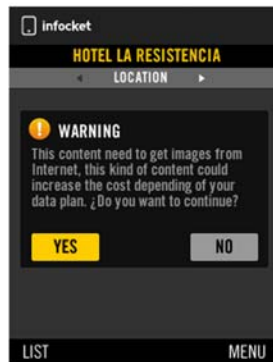 infocket
HOTEL LA RESISTENCIA
LOCATION
WARNING
This content need to get images from
Internet, this kind of content could
increase the cost depending of your
data plan. ¿Do you want to continue?
YES NO
LIST MENU